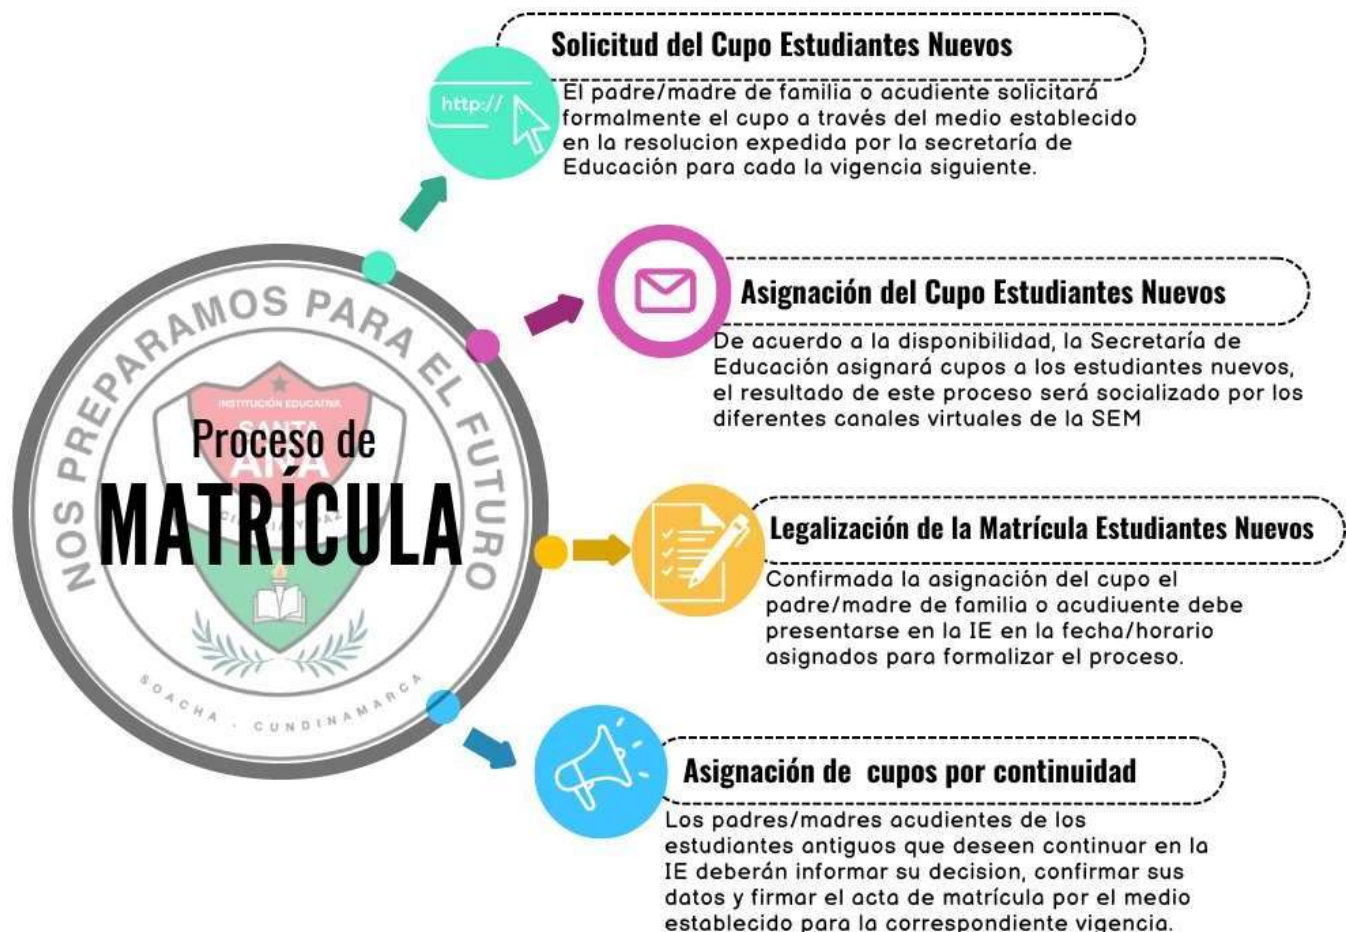 Solicitud del Cupo Estudiantes Nuevos
http://
El padre/madre de familia o acudiente solicitará
formalmente el cupo a través del medio establecido
en la resolucion expedida por la secretaría de
Educación para cada la vigencia siguiente.
Asignación del Cupo Estudiantes Nuevos
De acuerdo a la disponibilidad, la Secretaría de
Educación asignará cupos a los estudiantes nuevos,
el resultado de este proceso será socializado por los
diferentes canales virtuales de la SEM
NOS PREPARAMOS PARA EL FUTURO
INSTITUCIÓN EDUCATIVA
SANTA
ANA
Proceso de
MATRÍCULA
SOACHA . CUNDINAMARCA
Legalización de la Matrícula Estudiantes Nuevos
Confirmada la asignación del cupo el
padre/madre de familia o acudiuente debe
presentarse en la IE en la fecha/horario
asignados para formalizar el proceso.
Asignación de cupos por continuidad
Los padres/madres acudientes de los
estudiantes antiguos que deseen continuar en la
IE deberán informar su decision, confirmar sus
datos y firmar el acta de matrícula por el medio
establecido para la correspondiente vigencia.